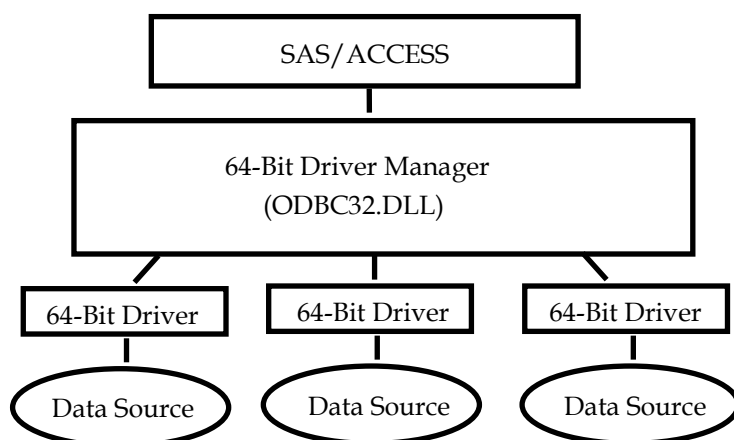 SAS/ACCESS
64-Bit Driver Manager
(ODBC32.DLL)
64-Bit Driver
64-Bit Driver
64-Bit Driver
Data Source
Data Source
Data Source